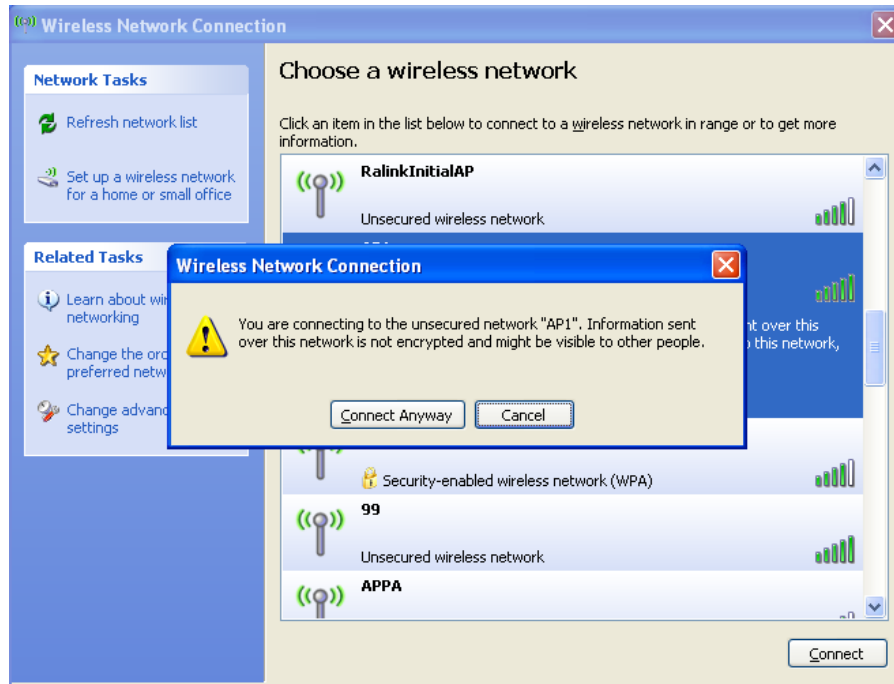 Wireless Network Connection
Network Tasks
Refresh network list
Set up a wireless network
for a home or small office
Related Tasks
Learn about
networking
Change the
preferred
Change
settings
Choose a wireless network
Click an item in the list below to connect to a wireless network in range or to get more
information.
RalinkInitialAP
Unsecured wireless network
over this
this network,
Wireless Network Connection
You are connecting to the unsecured network "AP1". Information sent
over this network is not encrypted and might be visible to other people.
Connect Anyway
Cancel
Security-enabled wireless network (WPA)
99
Unsecured wireless network
APPA
Connect